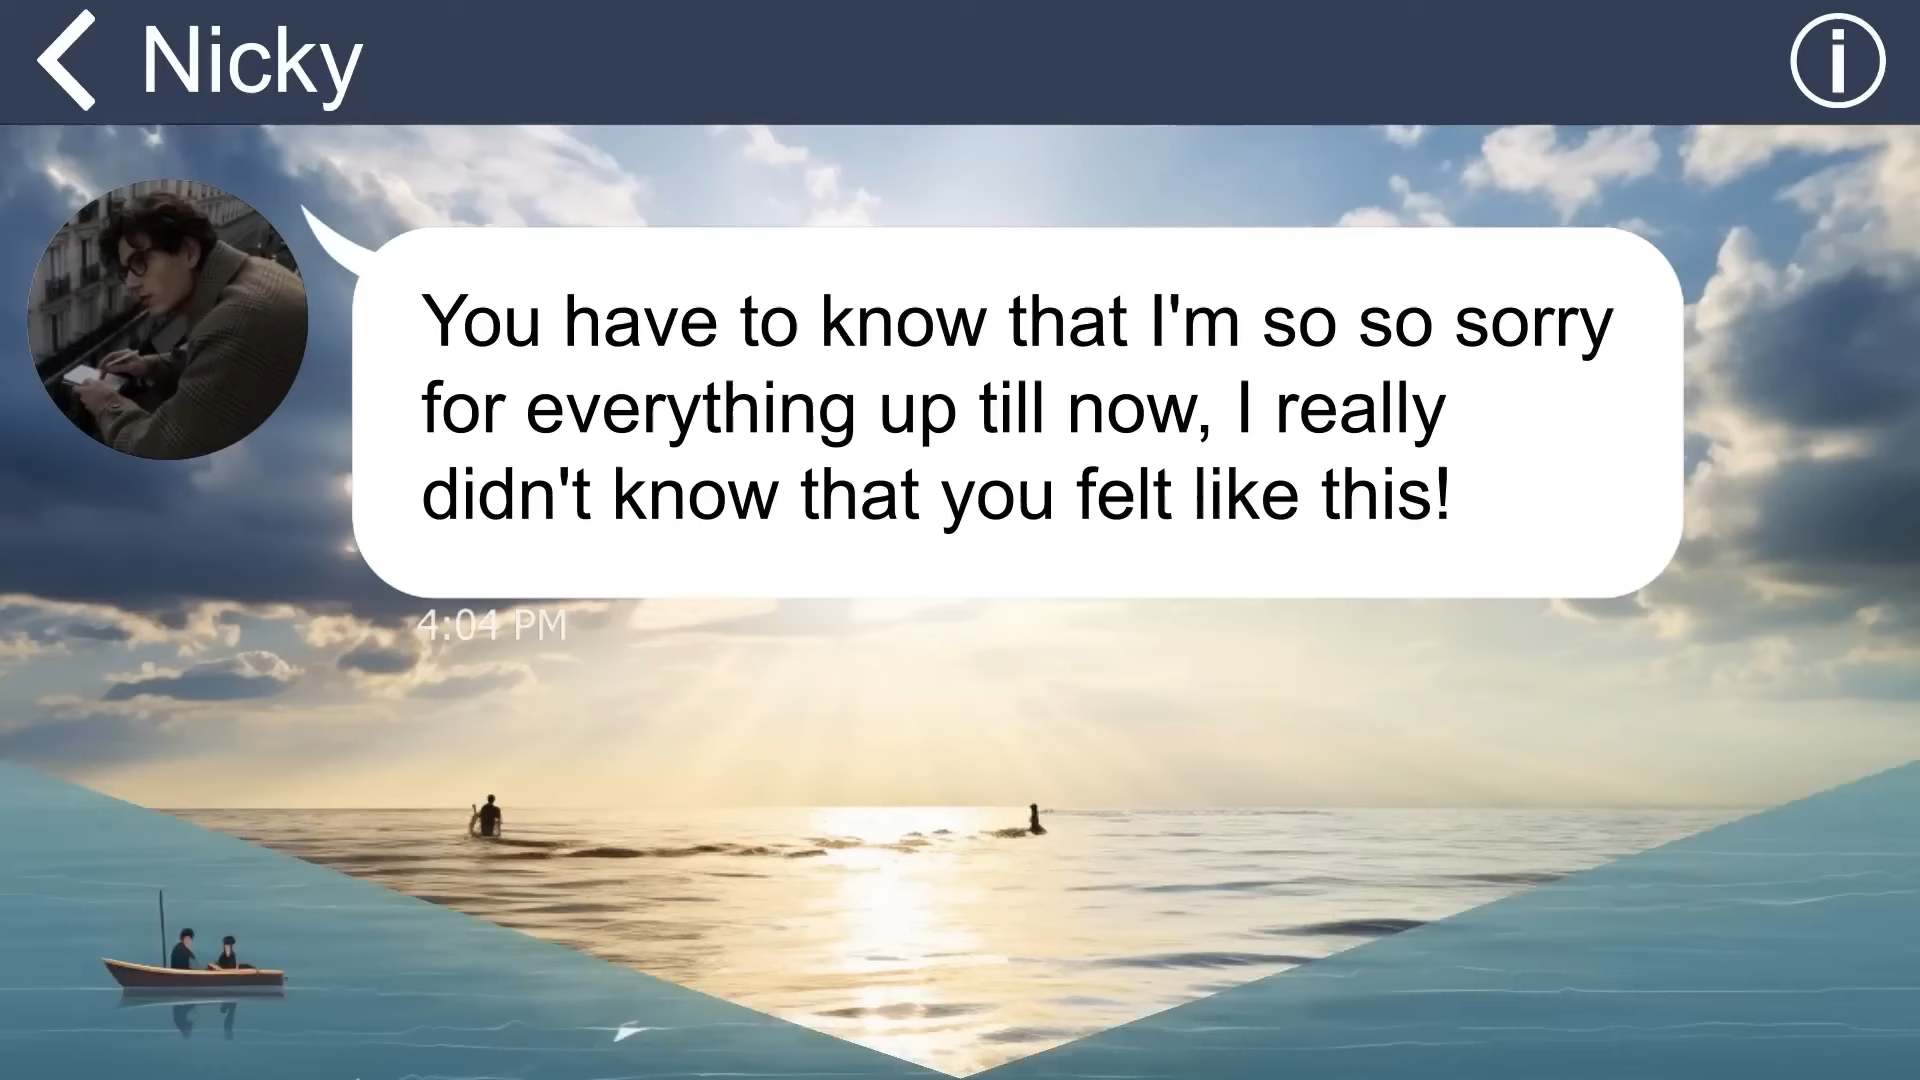 Nicky
You have to know that I'm so so sorry
for everything up till now, I really
didn't know that you felt like this!
4:04 PM